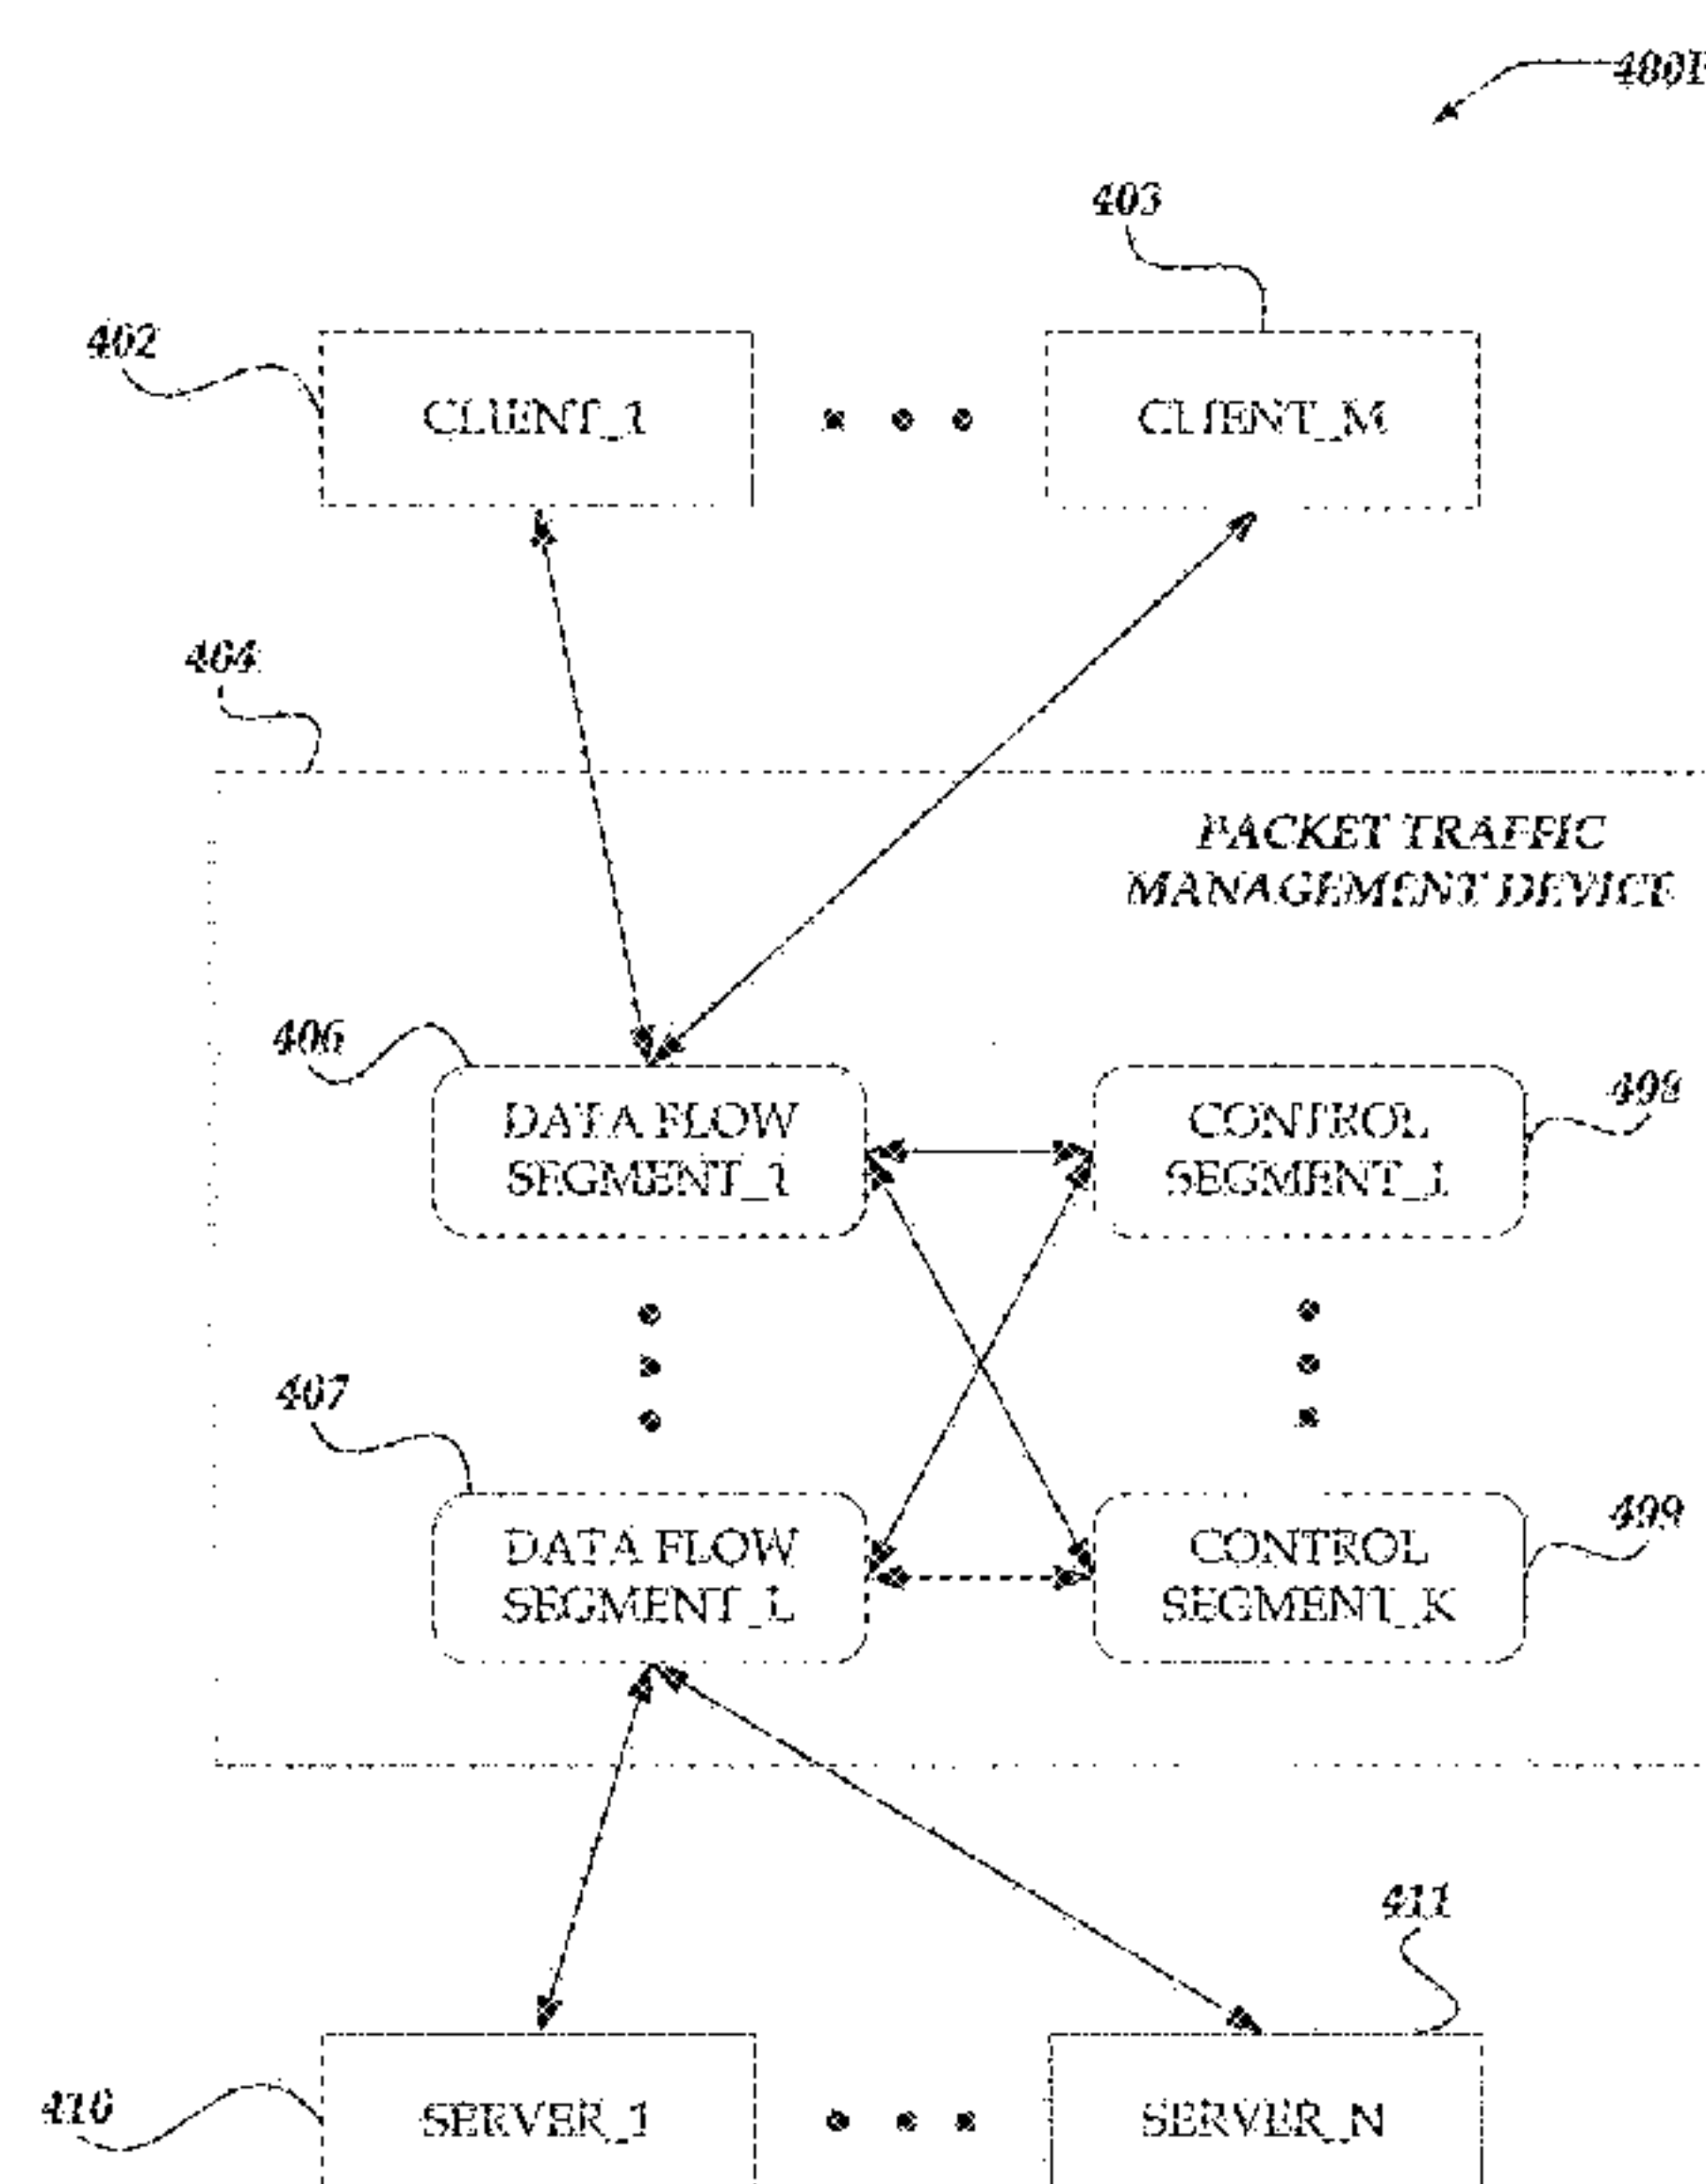 403
402
CLIENT_1
CLIENT_M
404
PACKET TRAFFIC
MANAGEMENT DEVICE
406
408
DATA FLOW
SEGMENT_1
CONTROL
SEGMENT_1
407
409
DATA FLOW
SEGMENT_L
CONTROL
SEGMENT_K
411
410
SERVER_1
SERVER_N